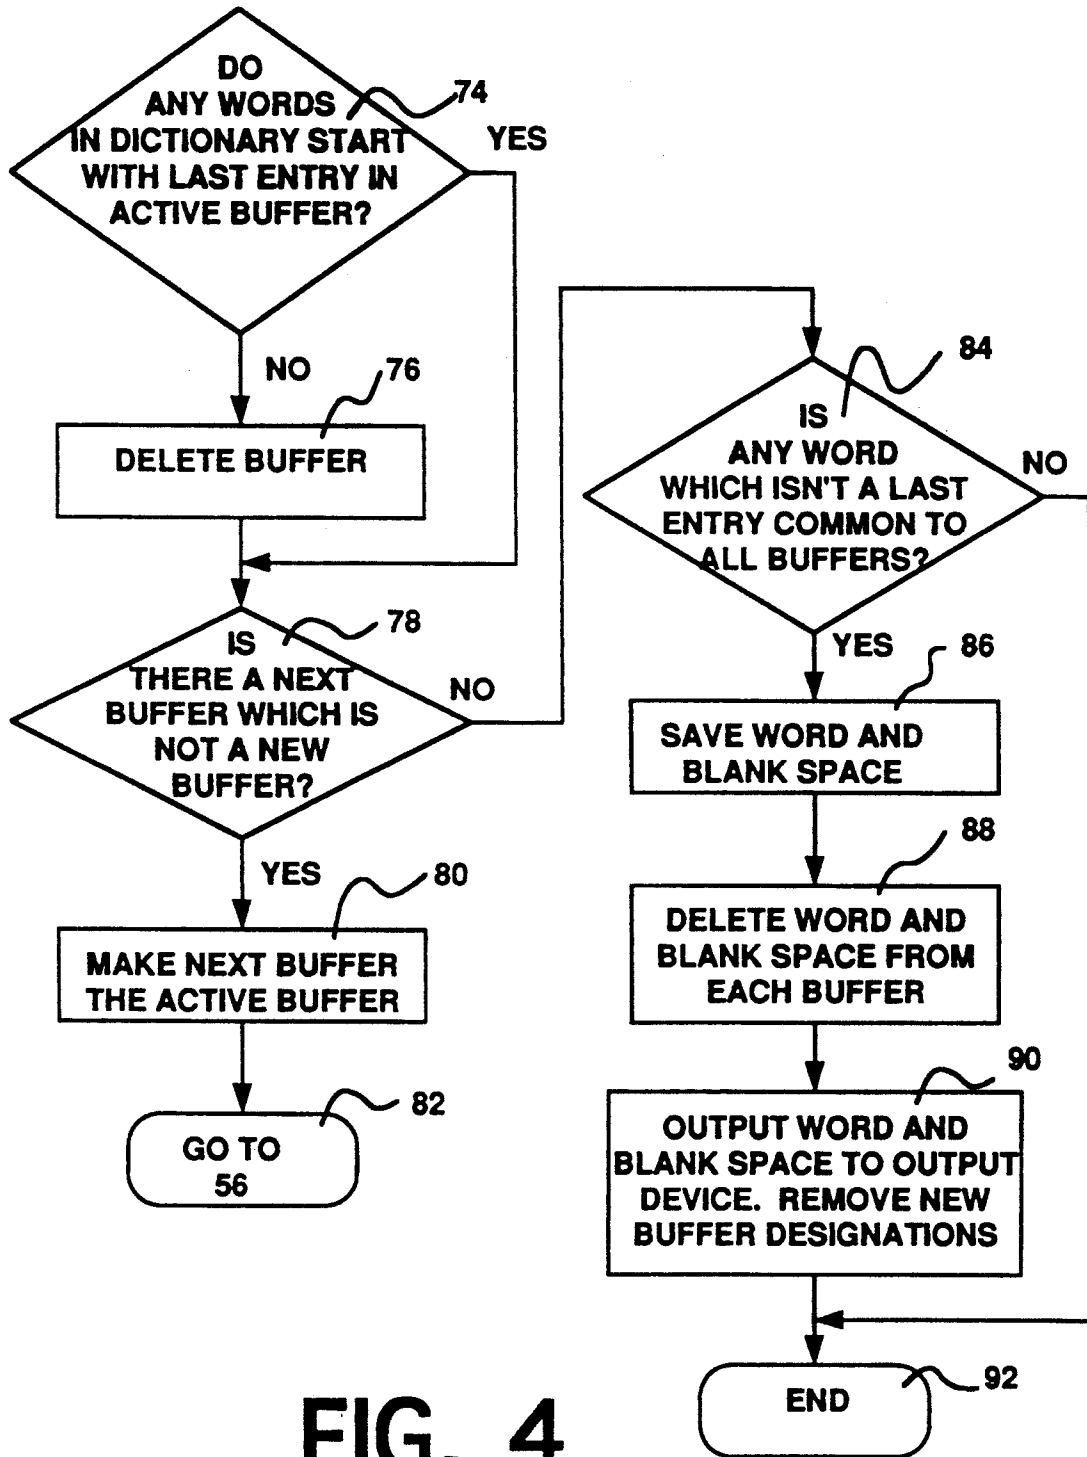 DO
ANY WORDS
IN DICTIONARY START
WITH LAST ENTRY IN
ACTIVE BUFFER?
74
YES
NO
76
DELETE BUFFER
78
IS
THERE A NEXT
BUFFER WHICH IS
NOT A NEW
BUFFER?
NO
YES
80
MAKE NEXT BUFFER
THE ACTIVE BUFFER
82
GO TO
56
84
IS
ANY WORD
WHICH ISN'T A LAST
ENTRY COMMON TO
ALL BUFFERS?
NO
YES
86
SAVE WORD AND
BLANK SPACE
88
DELETE WORD AND
BLANK SPACE FROM
EACH BUFFER
90
OUTPUT WORD AND
BLANK SPACE TO OUTPUT
DEVICE. REMOVE NEW
BUFFER DESIGNATIONS
92
END
FIG. 4